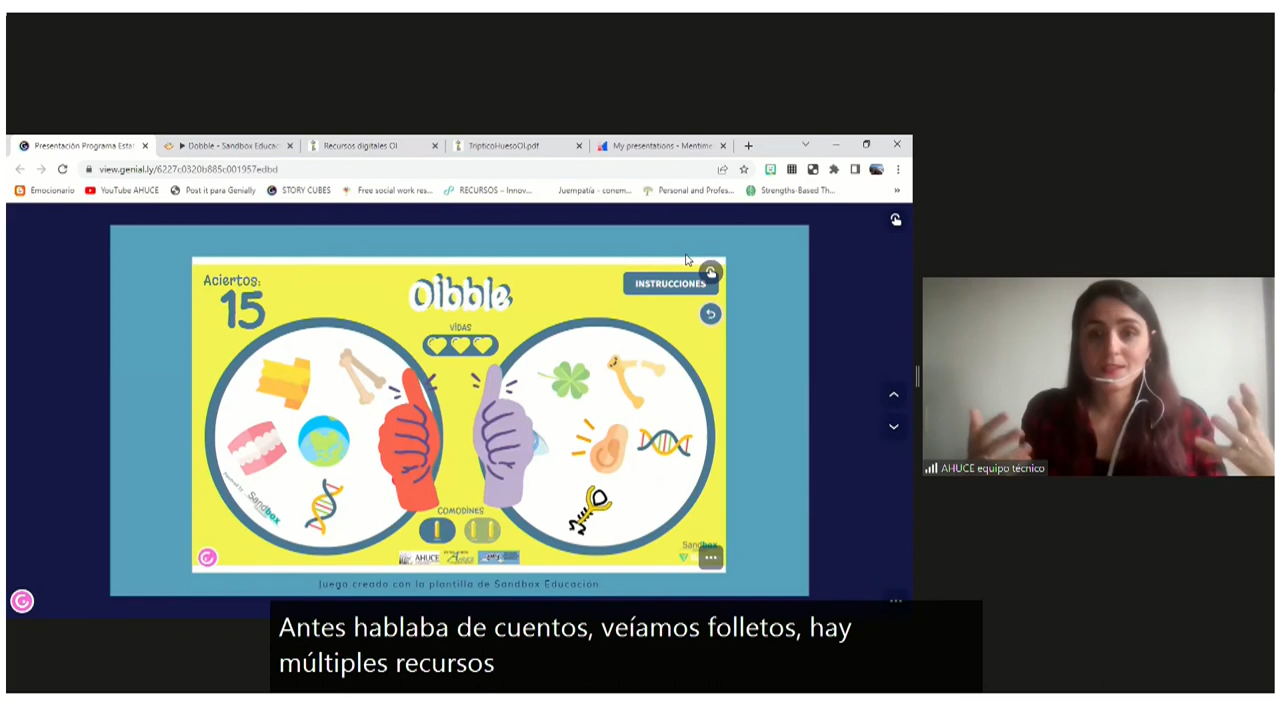 Presentación Programa Estat
Dobble - Sandbox Educac
Recursos digitales OI
TripticoHuesoOI.pdf
My presentations - Mentime
view.genial.ly/6227c0320b885c001957edbd
Emocionario
YouTube AHUCE
Post it para Genially
STORY CUBES
Free social work res...
RECURSOS – Innov...
Juempatía - conem...
Personal and Profes...
Strengths-Based Th...
»
Aciertos:
15
Oibble
INSTRUCCIONES
VIDAS
Sandbox
COMODINES
AHUCE
Sandbox
Juego creado con la plantilla de Sandbox Educación
AHUCE equipo técnico
Antes hablaba de cuentos, veíamos folletos, hay
múltiples recursos